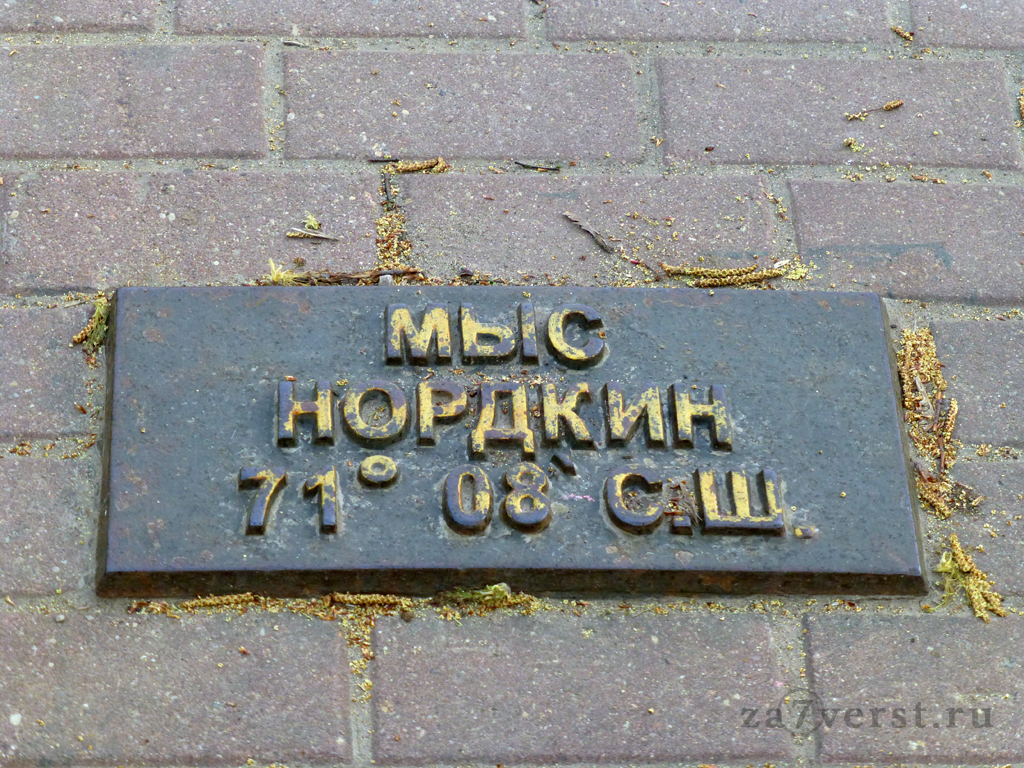 МЫС
НОРДКИН
71° 08` С.Ш.
za7verst.ru